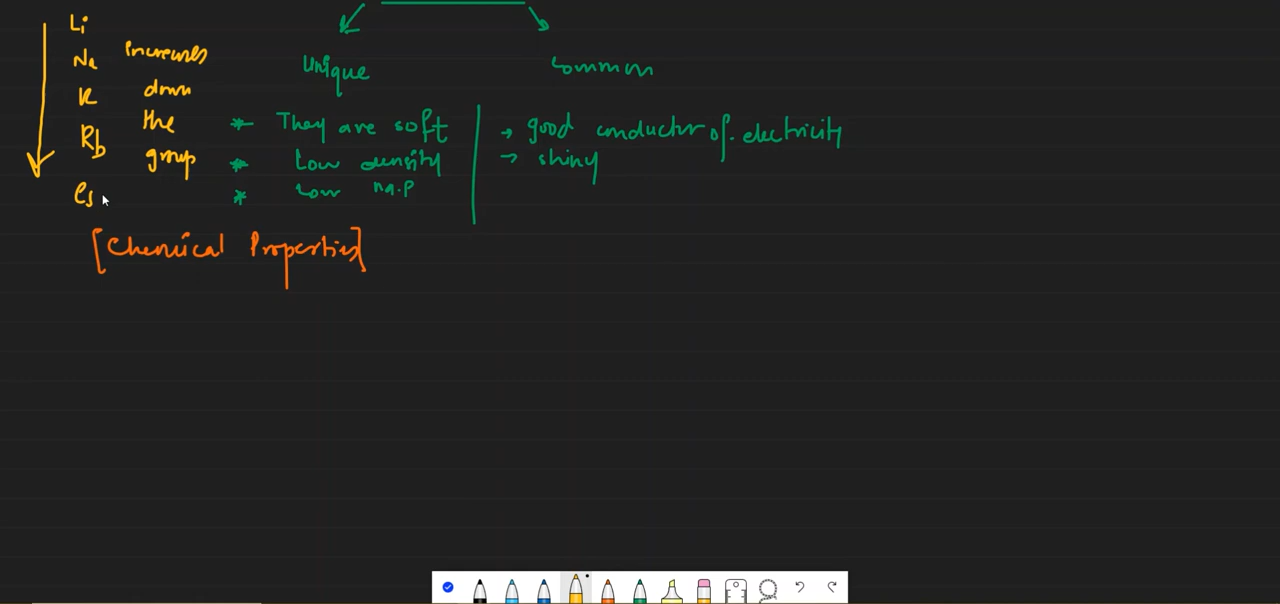 Li
Na increases
K down
Rb the
group
Cs
Unique
common
* They are soft
* Low density
* Low m.p
→ good conductor of electricity
→ shiny
[Chemical Properties]